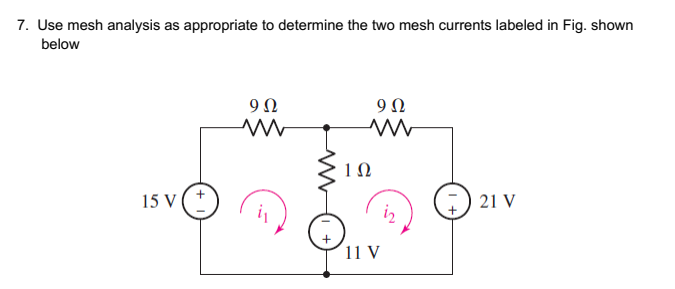 7. Use mesh analysis as appropriate to determine the two mesh currents labeled in Fig. shown
below
9 Ω 9 Ω
1 Ω
15 V + − i₁ i₂ − + 21 V
− +
11 V